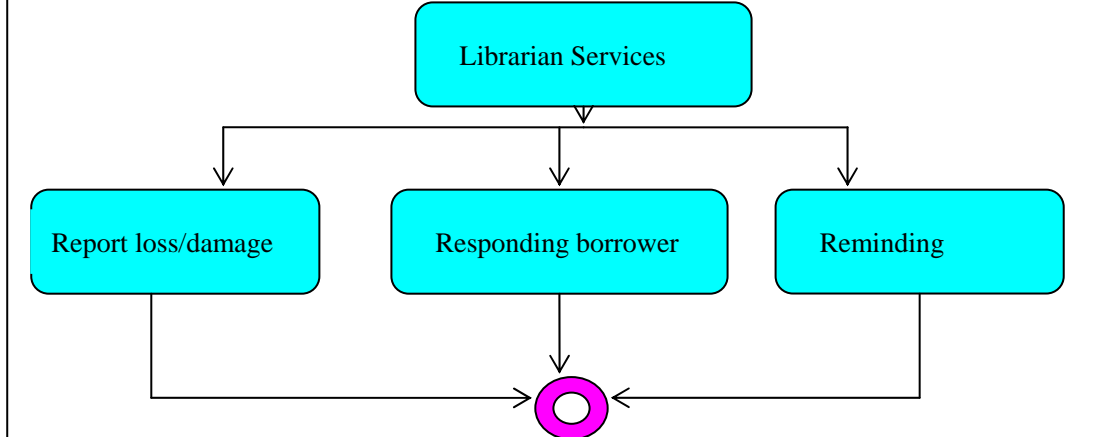 Librarian Services
Report loss/damage
Responding borrower
Reminding